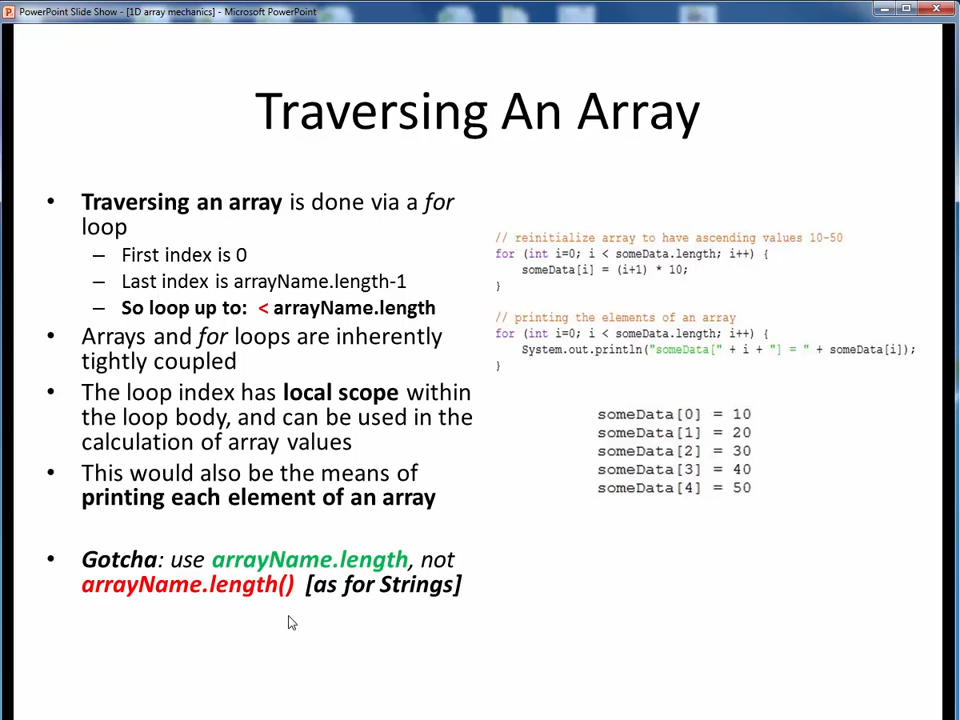 PowerPoint Slide Show - [1D array mechanics] - Microsoft PowerPoint
Traversing An Array
• Traversing an array is done via a for
loop
– First index is 0
– Last index is arrayName.length-1
– So loop up to: < arrayName.length
• Arrays and for loops are inherently
tightly coupled
• The loop index has local scope within
the loop body, and can be used in the
calculation of array values
• This would also be the means of
printing each element of an array
• Gotcha: use arrayName.length, not
arrayName.length() [as for Strings]
// reinitialize array to have ascending values 10-50
for (int i=0; i < someData.length; i++) {
someData[i] = (i+1) * 10;
}
// printing the elements of an array
for (int i=0; i < someData.length; i++) {
System.out.println("someData[" + i + "] = " + someData[i]);
}
someData[0] = 10
someData[1] = 20
someData[2] = 30
someData[3] = 40
someData[4] = 50